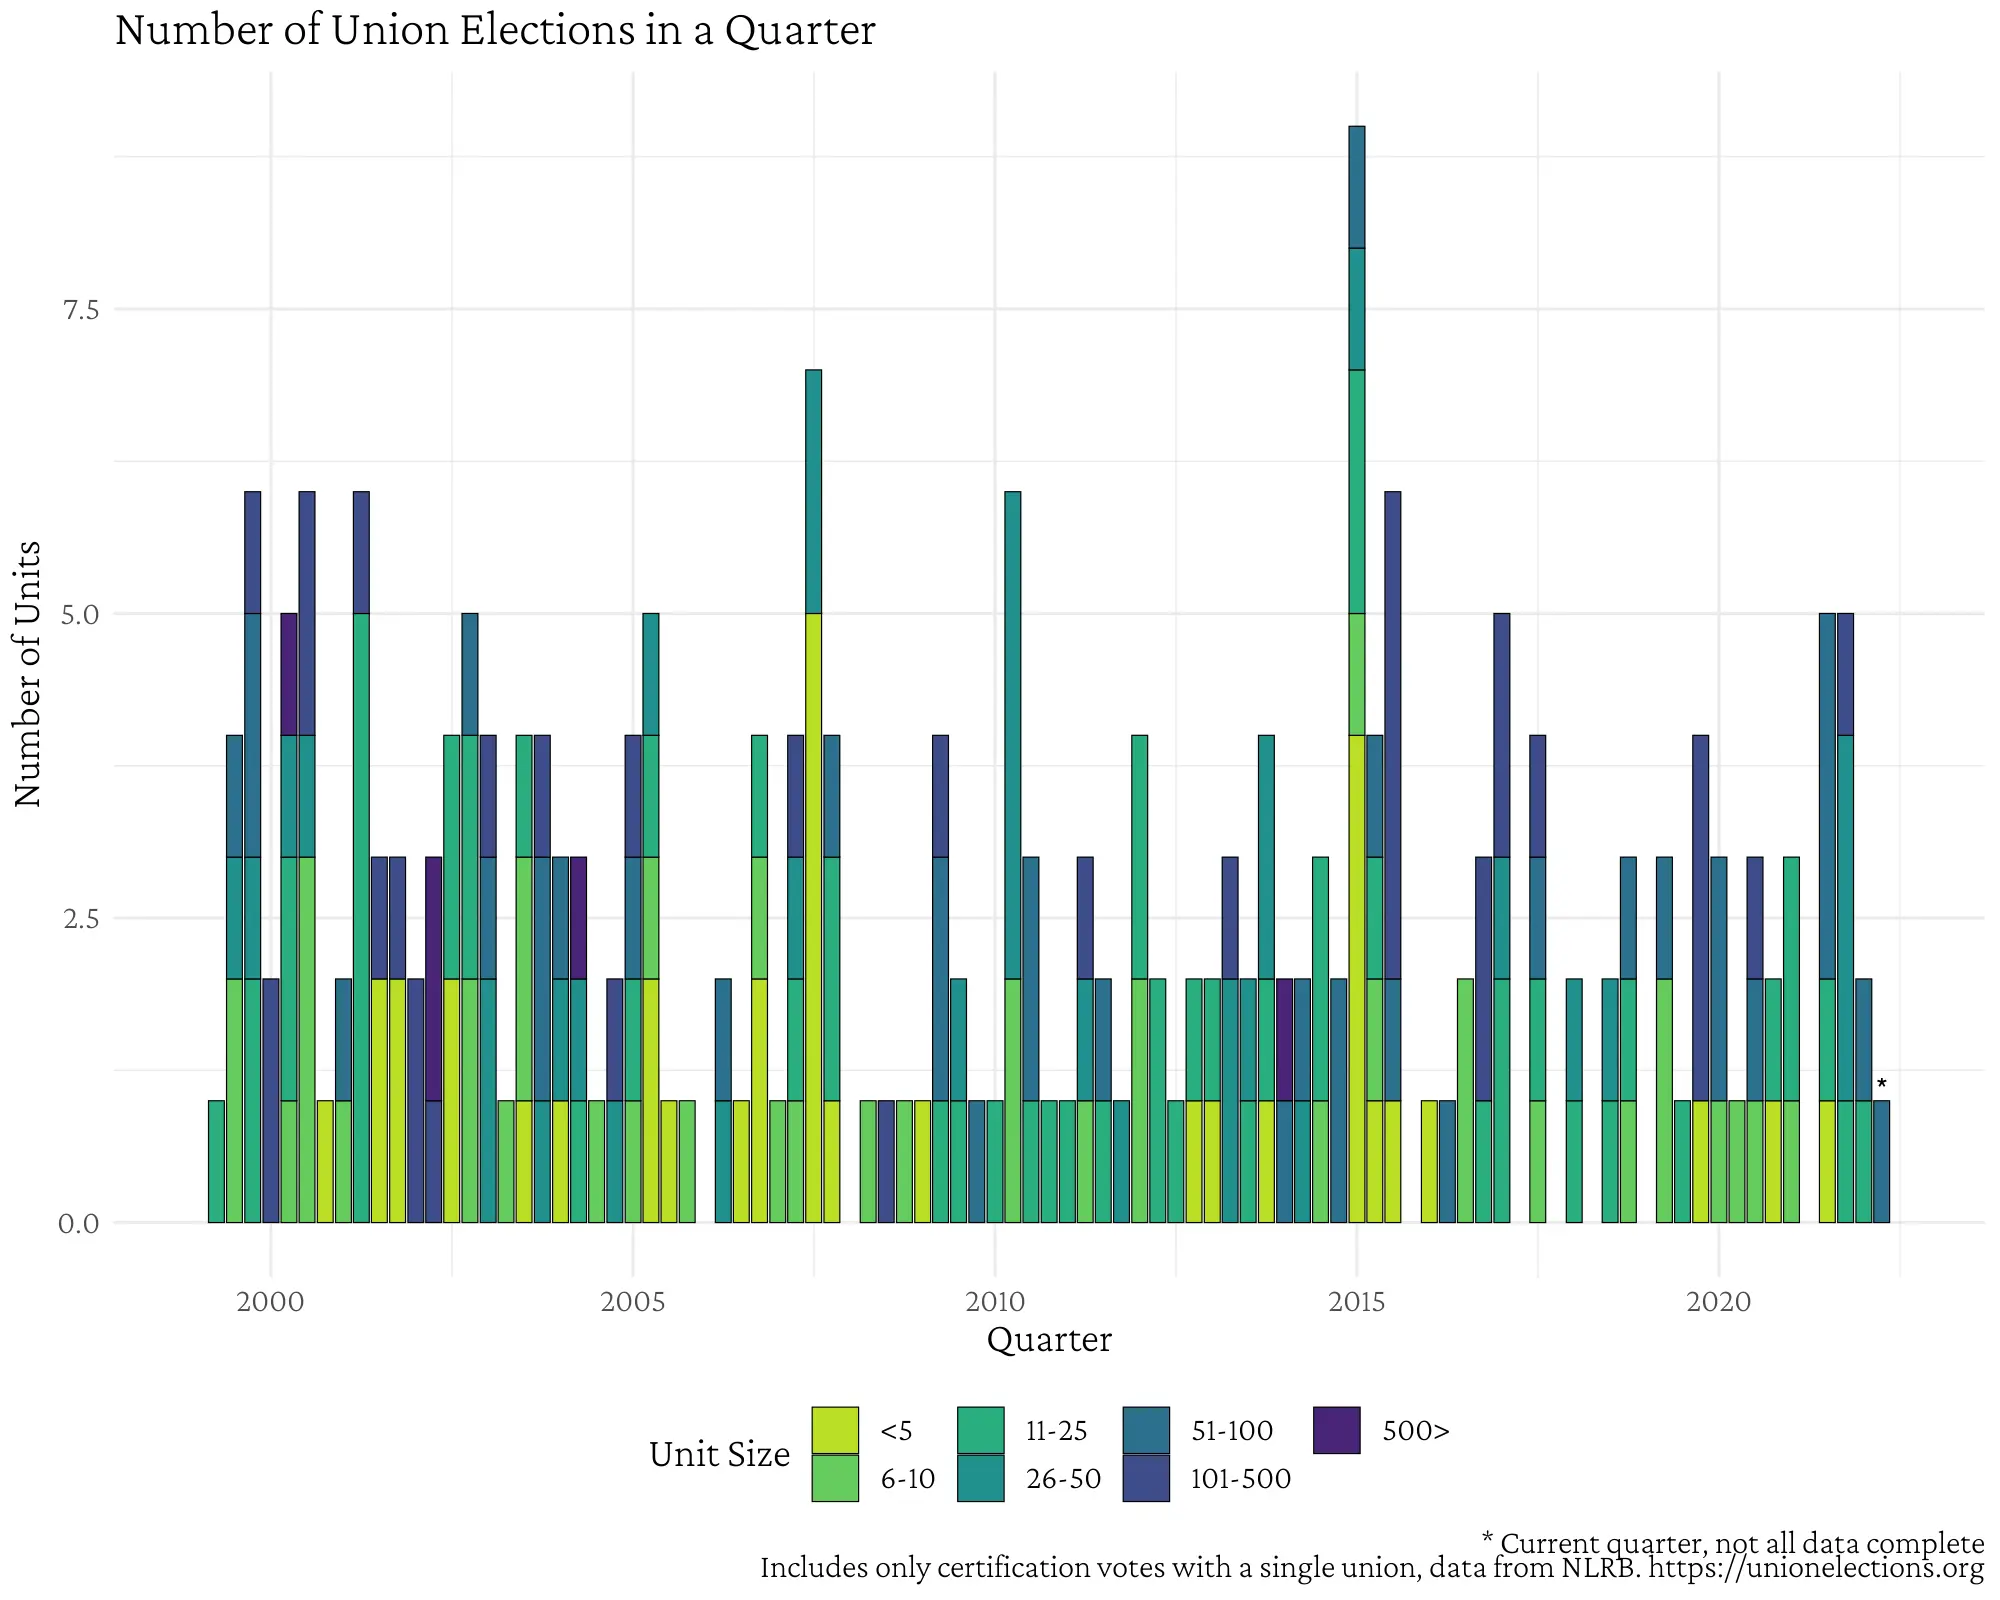 Number of Union Elections in a Quarter
Number of Units
7.5
5.0
2.5
0.0
*
2000 2005 2010 2015 2020
Quarter
Unit Size
<5 11-25 51-100 500>
6-10 26-50 101-500
* Current quarter, not all data complete
Includes only certification votes with a single union, data from NLRB. https://unionelections.org